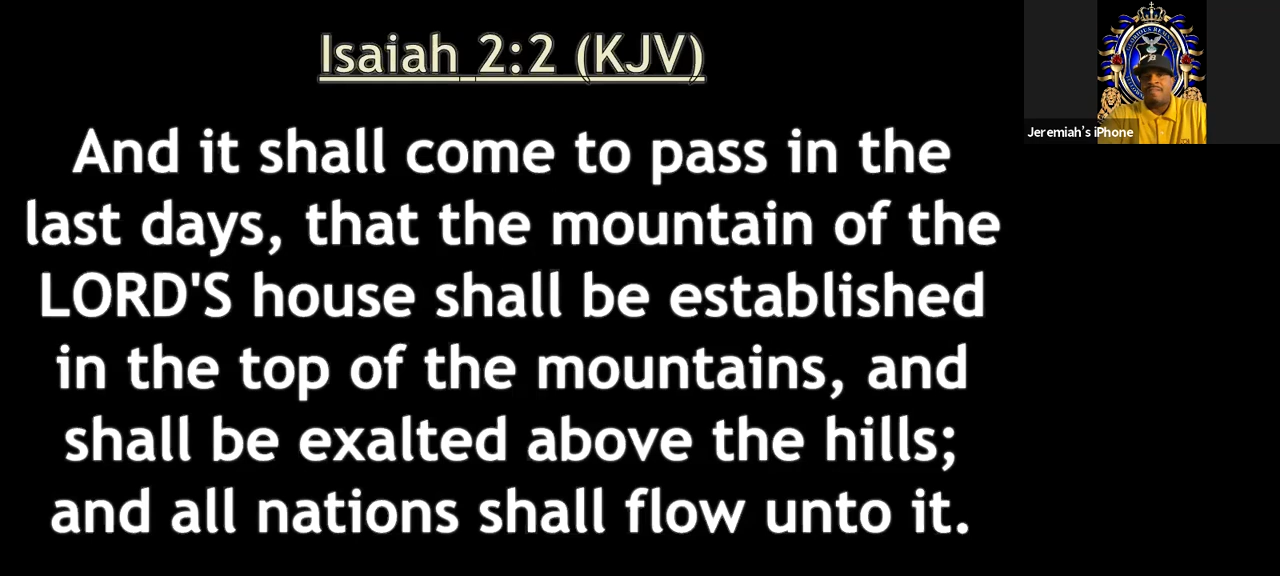 Isaiah 2:2 (KJV)
And it shall come to pass in the
last days, that the mountain of the
LORD'S house shall be established
in the top of the mountains, and
shall be exalted above the hills;
and all nations shall flow unto it.
Jeremiah's iPhone